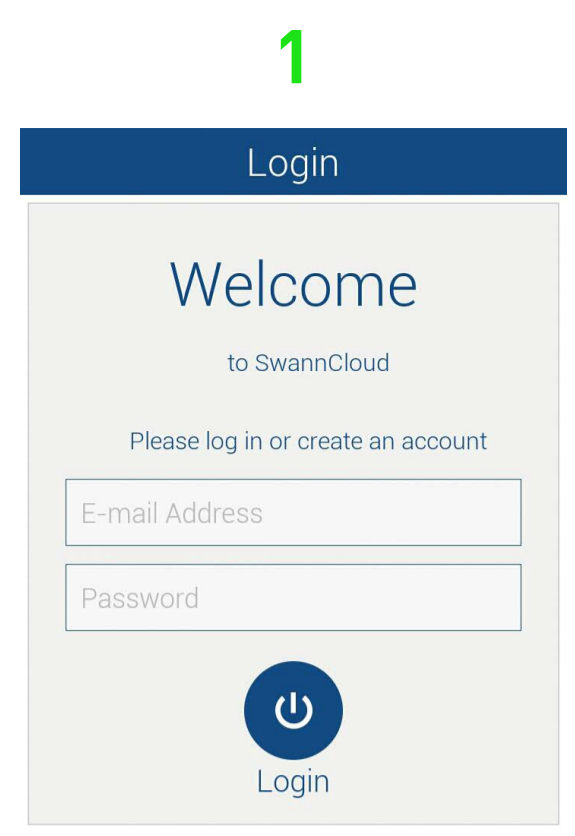 1
Login
Welcome
to SwannCloud
Please log in or create an account
E-mail Address
Password
Login